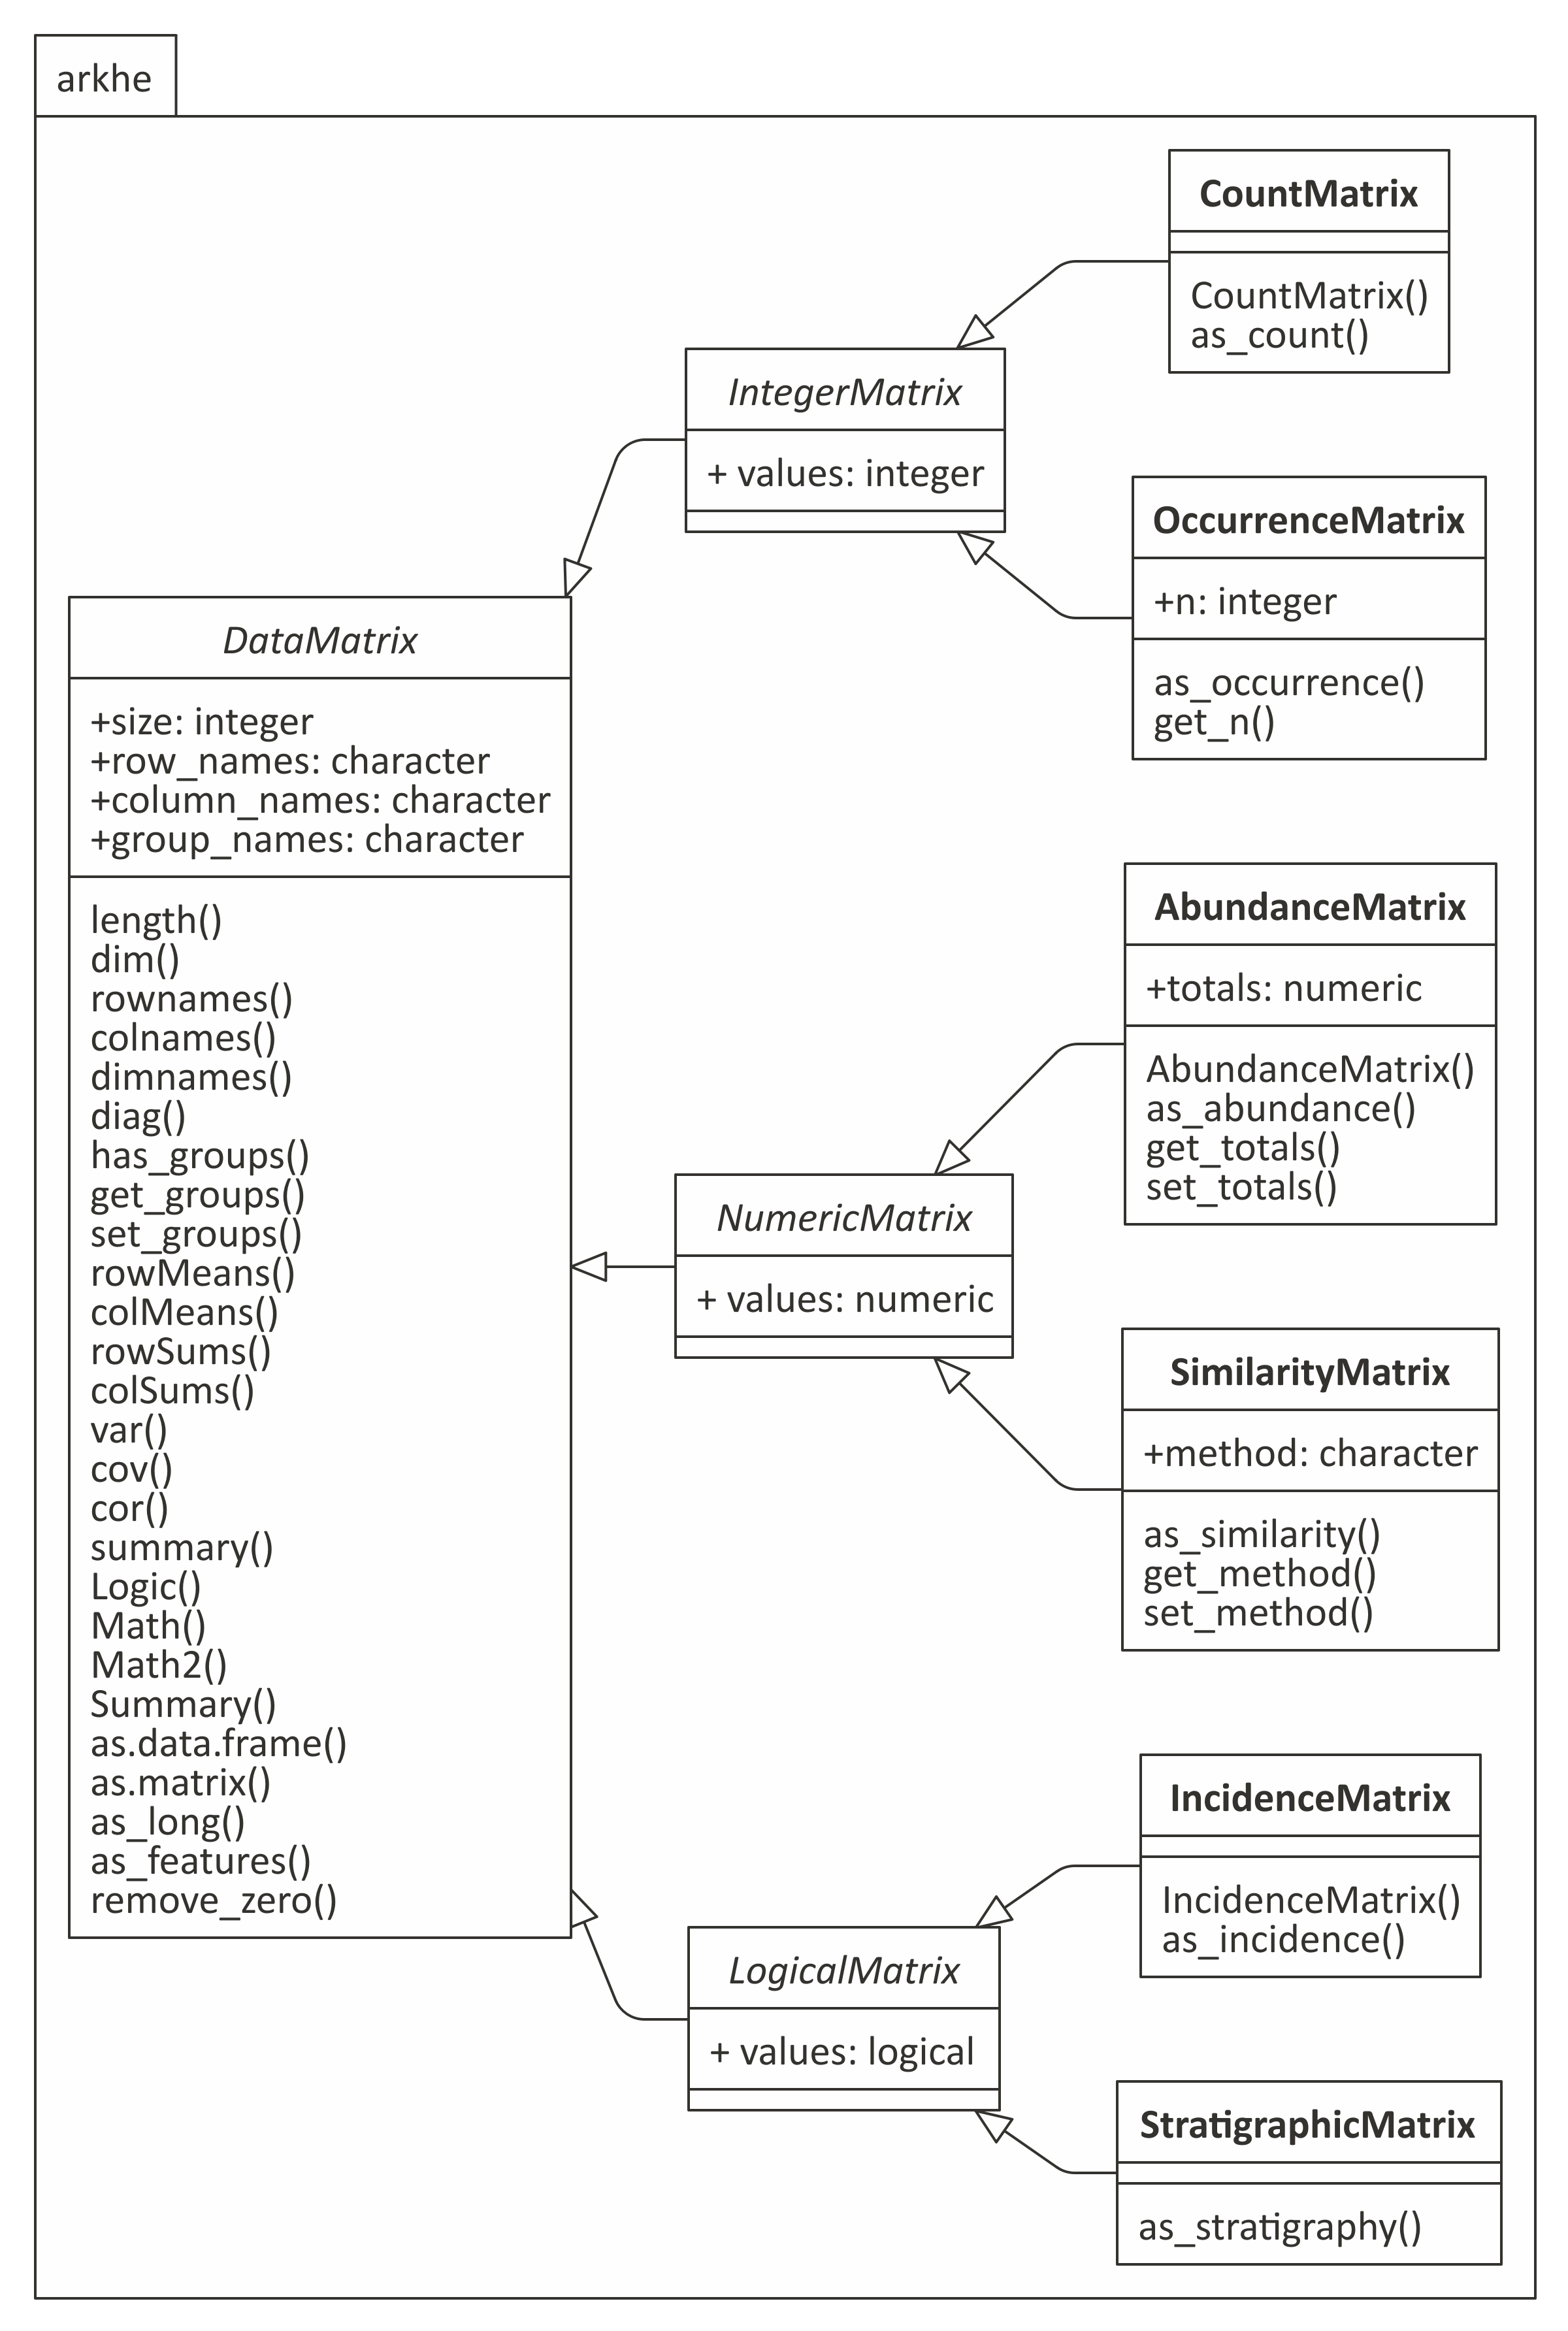 arkhe
CountMatrix
CountMatrix()
as_count()
IntegerMatrix
+ values: integer
OccurrenceMatrix
+n: integer
as_occurrence()
get_n()
DataMatrix
+size: integer
+row_names: character
+column_names: character
+group_names: character
length()
dim()
rownames()
colnames()
dimnames()
diag()
has_groups()
get_groups()
set_groups()
rowMeans()
colMeans()
rowSums()
colSums()
var()
cov()
cor()
summary()
Logic()
Math()
Math2()
Summary()
as.data.frame()
as.matrix()
as_long()
as_features()
remove_zero()
AbundanceMatrix
+totals: numeric
AbundanceMatrix()
as_abundance()
get_totals()
set_totals()
NumericMatrix
+ values: numeric
SimilarityMatrix
+method: character
as_similarity()
get_method()
set_method()
IncidenceMatrix
IncidenceMatrix()
as_incidence()
LogicalMatrix
+ values: logical
StratigraphicMatrix
as_stratigraphy()